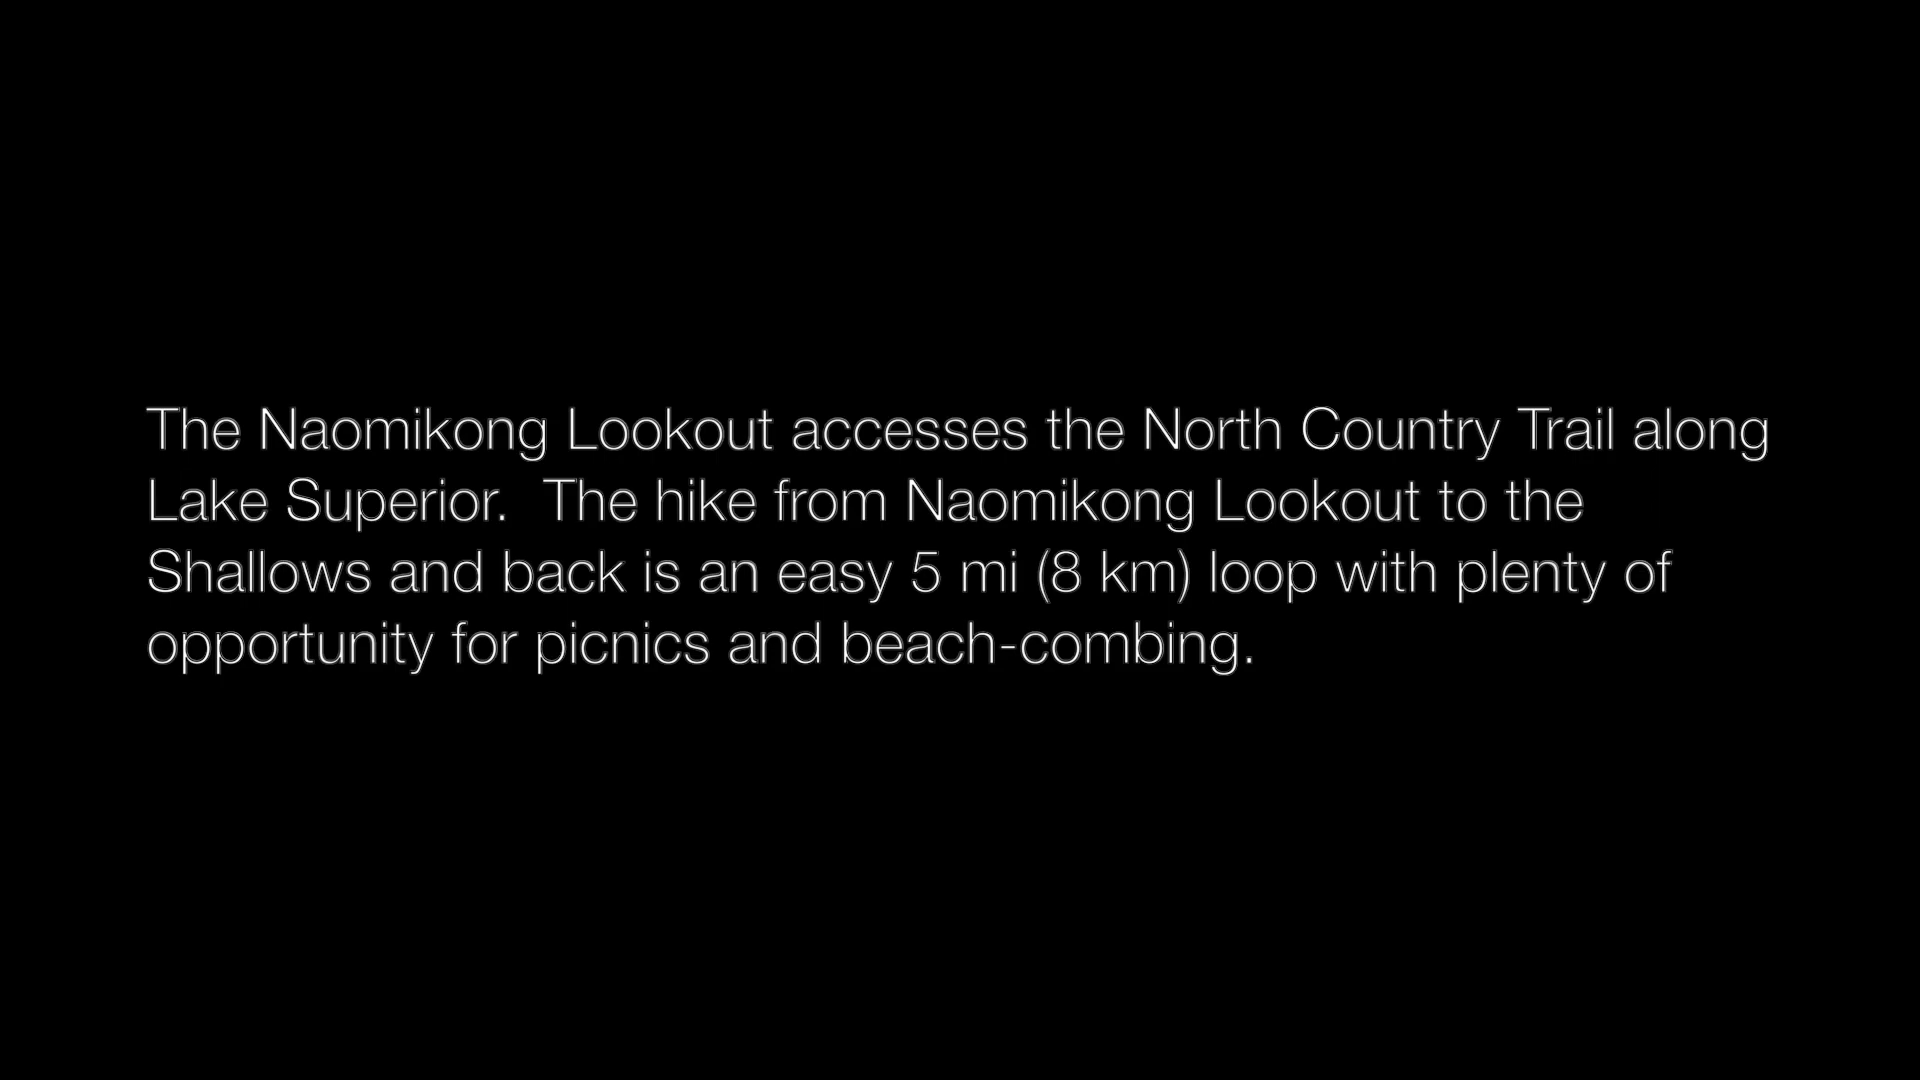 The Naomikong Lookout accesses the North Country Trail along
Lake Superior.  The hike from Naomikong Lookout to the
Shallows and back is an easy 5 mi (8 km) loop with plenty of
opportunity for picnics and beach-combing.